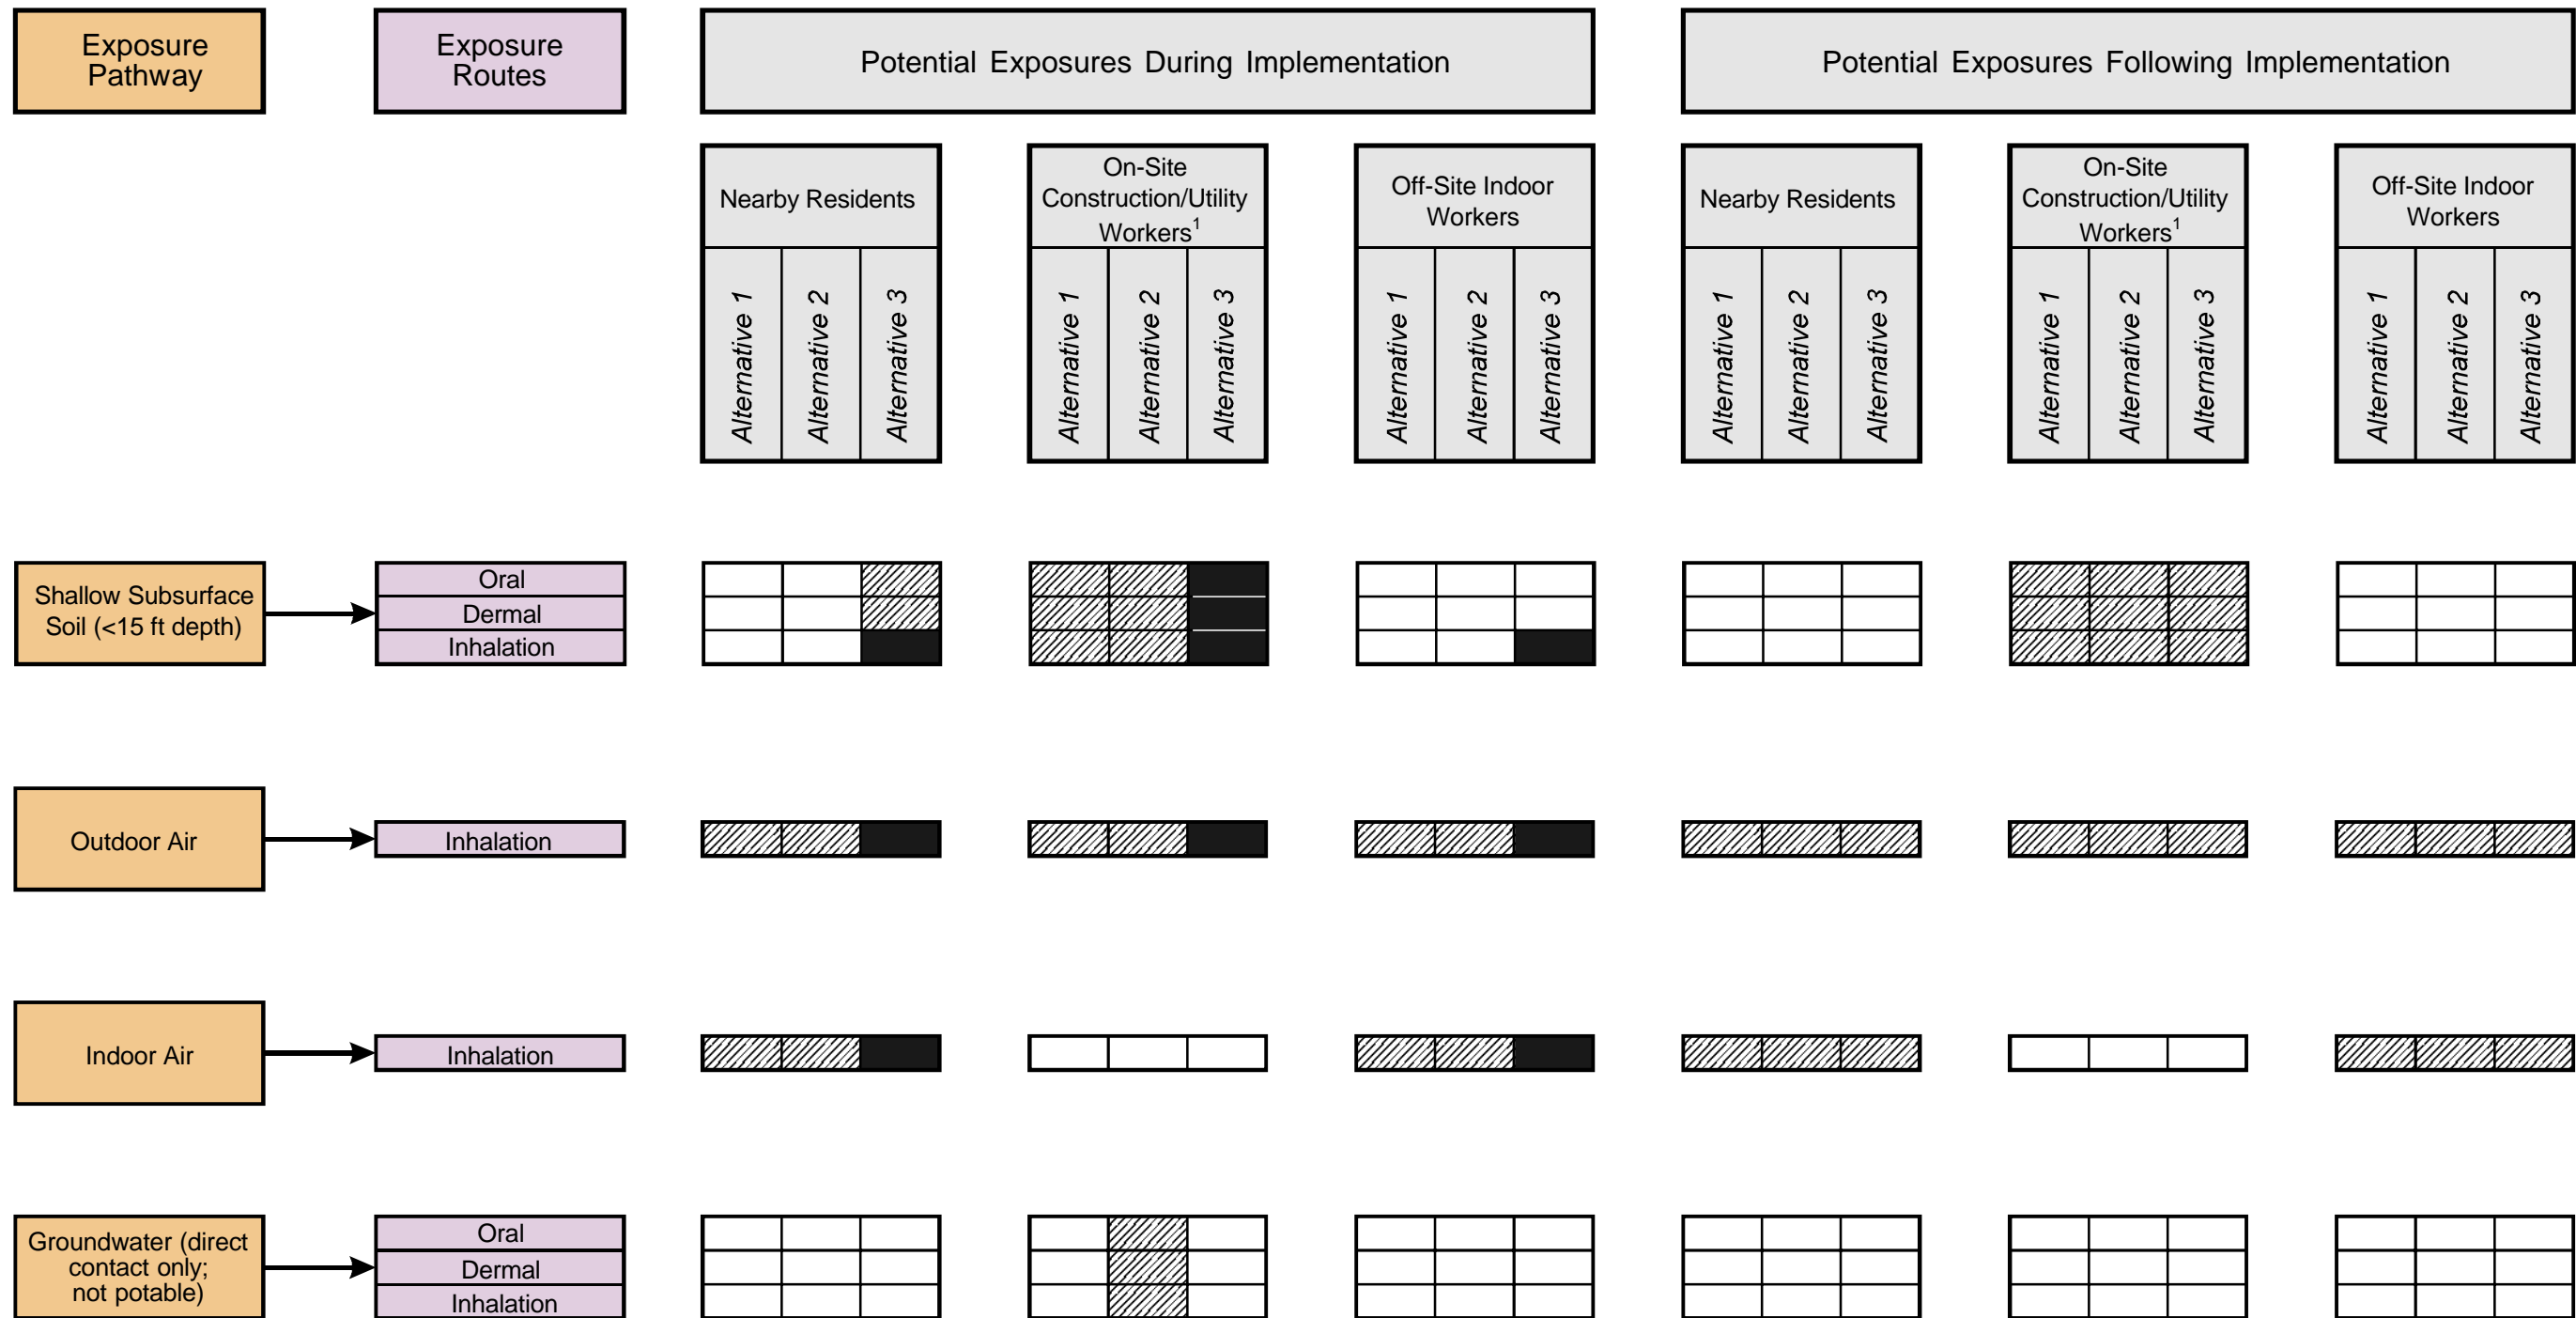 Exposure
Pathway
Exposure
Routes
Potential Exposures During Implementation
Potential Exposures Following Implementation
Nearby Residents
On-Site
Construction/Utility
Workers1
Off-Site Indoor
Workers
Nearby Residents
On-Site
Construction/Utility
Workers1
Off-Site Indoor
Workers
Alternative 1
Alternative 2
Alternative 3
Alternative 1
Alternative 2
Alternative 3
Alternative 1
Alternative 2
Alternative 3
Alternative 1
Alternative 2
Alternative 3
Alternative 1
Alternative 2
Alternative 3
Alternative 1
Alternative 2
Alternative 3
Shallow Subsurface
Soil (<15 ft depth)
Oral
Dermal
Inhalation
Outdoor Air
Inhalation
Indoor Air
Inhalation
Groundwater (direct
contact only;
not potable)
Oral
Dermal
Inhalation